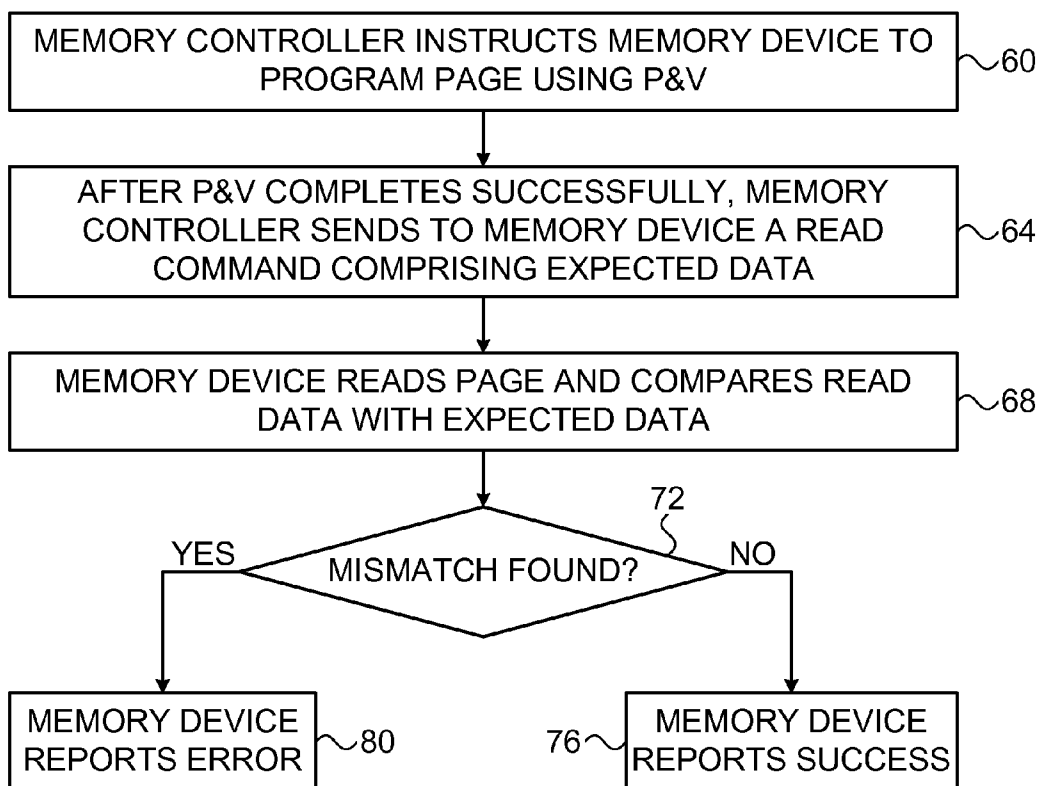 MEMORY CONTROLLER INSTRUCTS MEMORY DEVICE TO
PROGRAM PAGE USING P&V
60
AFTER P&V COMPLETES SUCCESSFULLY, MEMORY
CONTROLLER SENDS TO MEMORY DEVICE A READ
COMMAND COMPRISING EXPECTED DATA
64
MEMORY DEVICE READS PAGE AND COMPARES READ
DATA WITH EXPECTED DATA
68
72
YES
MISMATCH FOUND?
NO
MEMORY DEVICE
REPORTS ERROR
80
76
MEMORY DEVICE
REPORTS SUCCESS